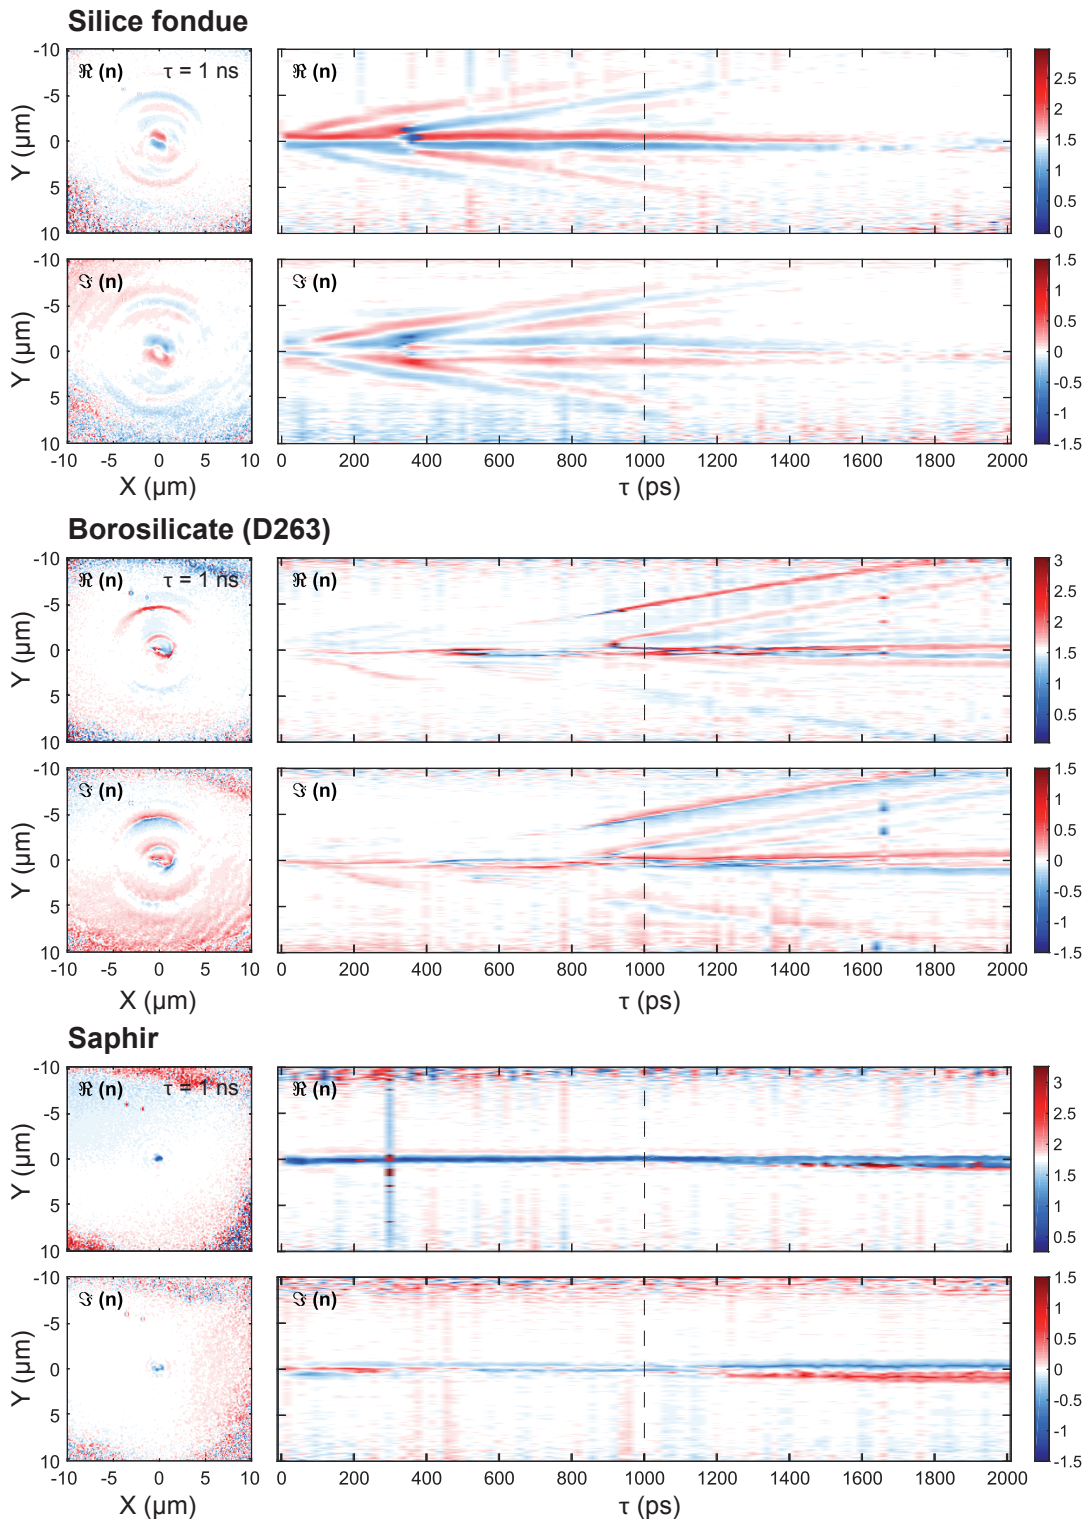 Silice fondue
ℜ (n) τ = 1 ns
ℜ (n)
Y (µm)
-10
-5
0
5
10
2.5
2
1.5
1
0.5
0
ℑ (n)
ℑ (n)
Y (µm)
-10
-5
0
5
10
1.5
1
0.5
0
-0.5
-1
-1.5
-10 -5 0 5 10
0 200 400 600 800 1000 1200 1400 1600 1800 2000
X (µm)
τ (ps)
Borosilicate (D263)
ℜ (n) τ = 1 ns
ℜ (n)
Y (µm)
-10
-5
0
5
10
3
2.5
2
1.5
1
0.5
ℑ (n)
ℑ (n)
Y (µm)
-10
-5
0
5
10
1.5
1
0.5
0
-0.5
-1
-1.5
-10 -5 0 5 10
0 200 400 600 800 1000 1200 1400 1600 1800 2000
X (µm)
τ (ps)
Saphir
ℜ (n) τ = 1 ns
ℜ (n)
Y (µm)
-10
-5
0
5
10
3
2.5
2
1.5
1
0.5
ℑ (n)
ℑ (n)
Y (µm)
-10
-5
0
5
10
1.5
1
0.5
0
-0.5
-1
-1.5
-10 -5 0 5 10
0 200 400 600 800 1000 1200 1400 1600 1800 2000
X (µm)
τ (ps)